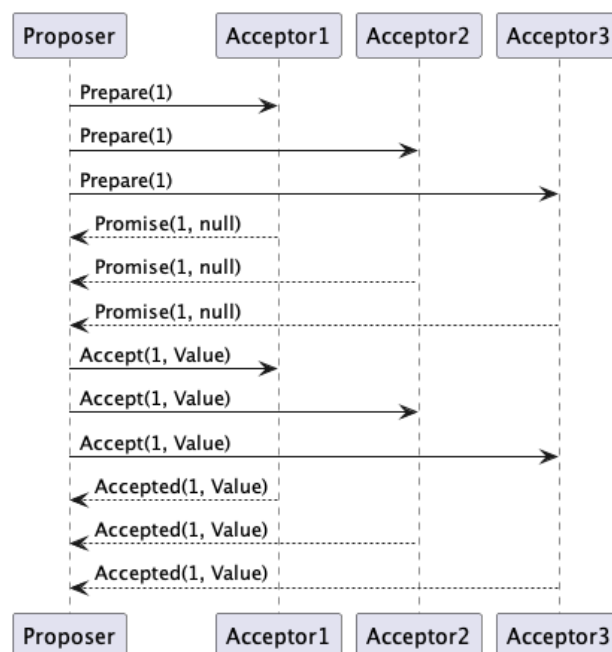 Proposer Acceptor1 Acceptor2 Acceptor3
Prepare(1)
Prepare(1)
Prepare(1)
Promise(1, null)
Promise(1, null)
Promise(1, null)
Accept(1, Value)
Accept(1, Value)
Accept(1, Value)
Accepted(1, Value)
Accepted(1, Value)
Accepted(1, Value)
Proposer Acceptor1 Acceptor2 Acceptor3